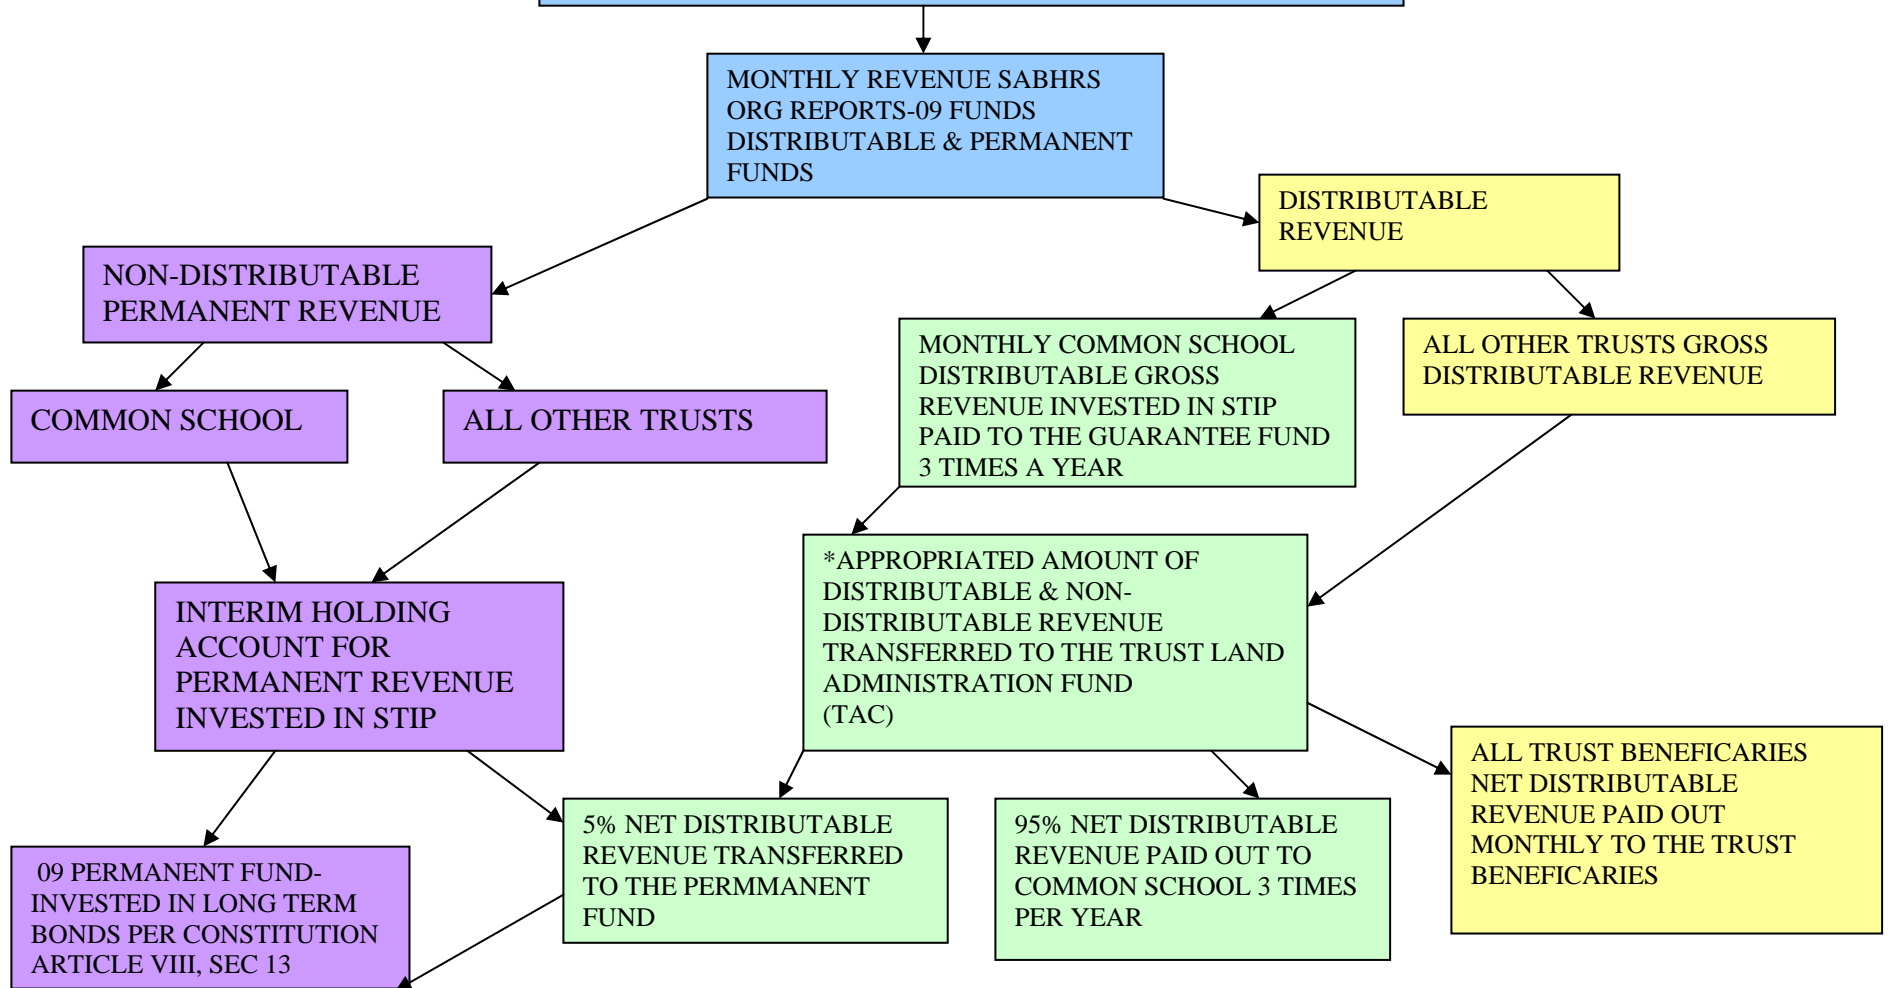 MONTHLY REVENUE SABHRS
ORG REPORTS-09 FUNDS
DISTRIBUTABLE & PERMANENT
FUNDS
DISTRIBUTABLE
REVENUE
NON-DISTRIBUTABLE
PERMANENT REVENUE
MONTHLY COMMON SCHOOL
DISTRIBUTABLE GROSS
REVENUE INVESTED IN STIP
PAID TO THE GUARANTEE FUND
3 TIMES A YEAR
ALL OTHER TRUSTS GROSS
DISTRIBUTABLE REVENUE
COMMON SCHOOL
ALL OTHER TRUSTS
*APPROPRIATED AMOUNT OF
DISTRIBUTABLE & NON-
DISTRIBUTABLE REVENUE
TRANSFERRED TO THE TRUST LAND
ADMINISTRATION FUND
(TAC)
INTERIM HOLDING
ACCOUNT FOR
PERMANENT REVENUE
INVESTED IN STIP
ALL TRUST BENEFICARIES
NET DISTRIBUTABLE
REVENUE PAID OUT
MONTHLY TO THE TRUST
BENEFICARIES
5% NET DISTRIBUTABLE
REVENUE TRANSFERRED
TO THE PERMMANENT
FUND
95% NET DISTRIBUTABLE
REVENUE PAID OUT TO
COMMON SCHOOL 3 TIMES
PER YEAR
09 PERMANENT FUND-
INVESTED IN LONG TERM
BONDS PER CONSTITUTION
ARTICLE VIII, SEC 13